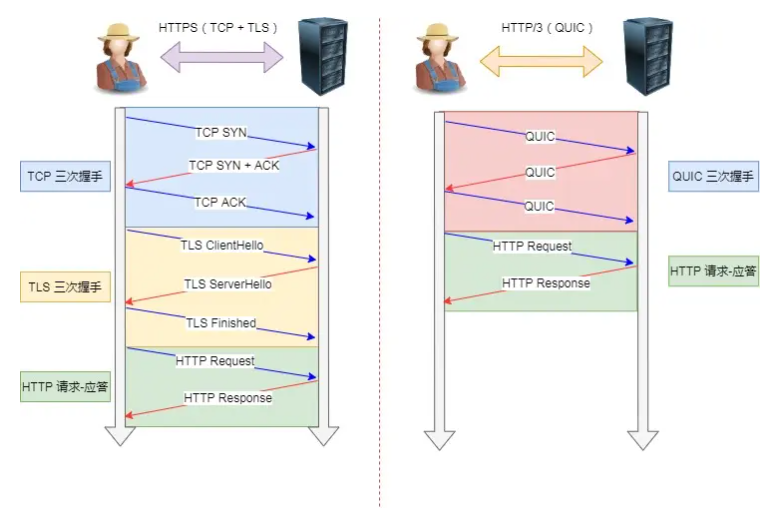 HTTPS（TCP + TLS）
TCP 三次握手
TCP SYN
TCP SYN + ACK
TCP ACK
TLS 三次握手
TLS ClientHello
TLS ServerHello
TLS Finished
HTTP 请求-应答
HTTP Request
HTTP Response
HTTP/3（QUIC）
QUIC
QUIC
QUIC
QUIC 三次握手
HTTP Request
HTTP Response
HTTP 请求-应答